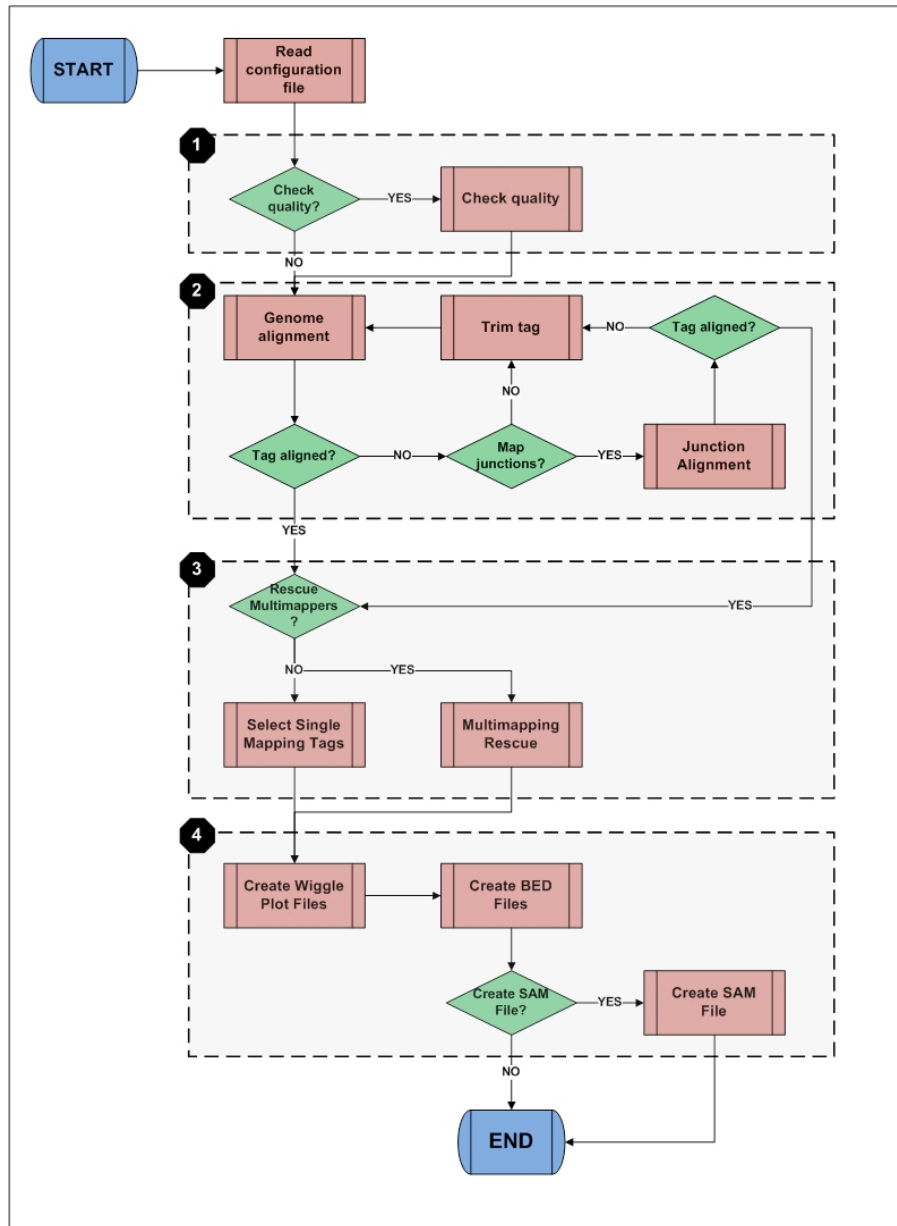 START
Read
configuration
file
1
Check
quality?
YES
Check quality
NO
2
Genome
alignment
Trim tag
NO
Tag aligned?
NO
Tag aligned?
NO
Map
junctions?
YES
Junction
Alignment
YES
3
Rescue
Multimappers
?
YES
NO
YES
Select Single
Mapping Tags
Multimapping
Rescue
4
Create Wiggle
Plot Files
Create BED
Files
Create SAM
File?
YES
Create SAM
File
NO
END